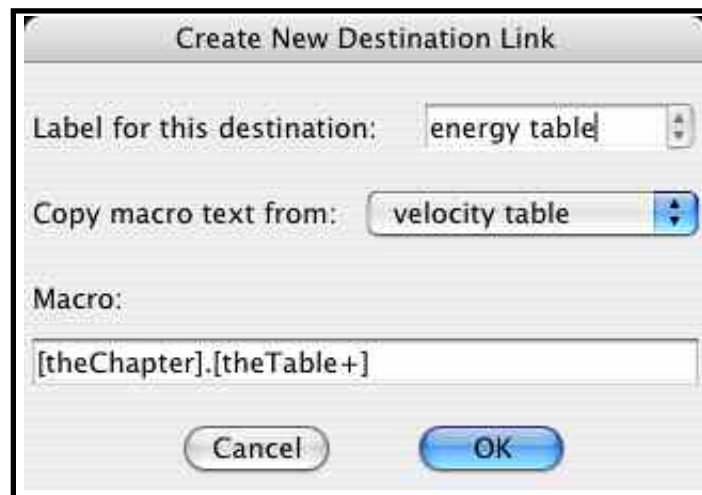 Create New Destination Link
Label for this destination: energy table
Copy macro text from: velocity table
Macro:
[theChapter].[theTable+]
Cancel OK